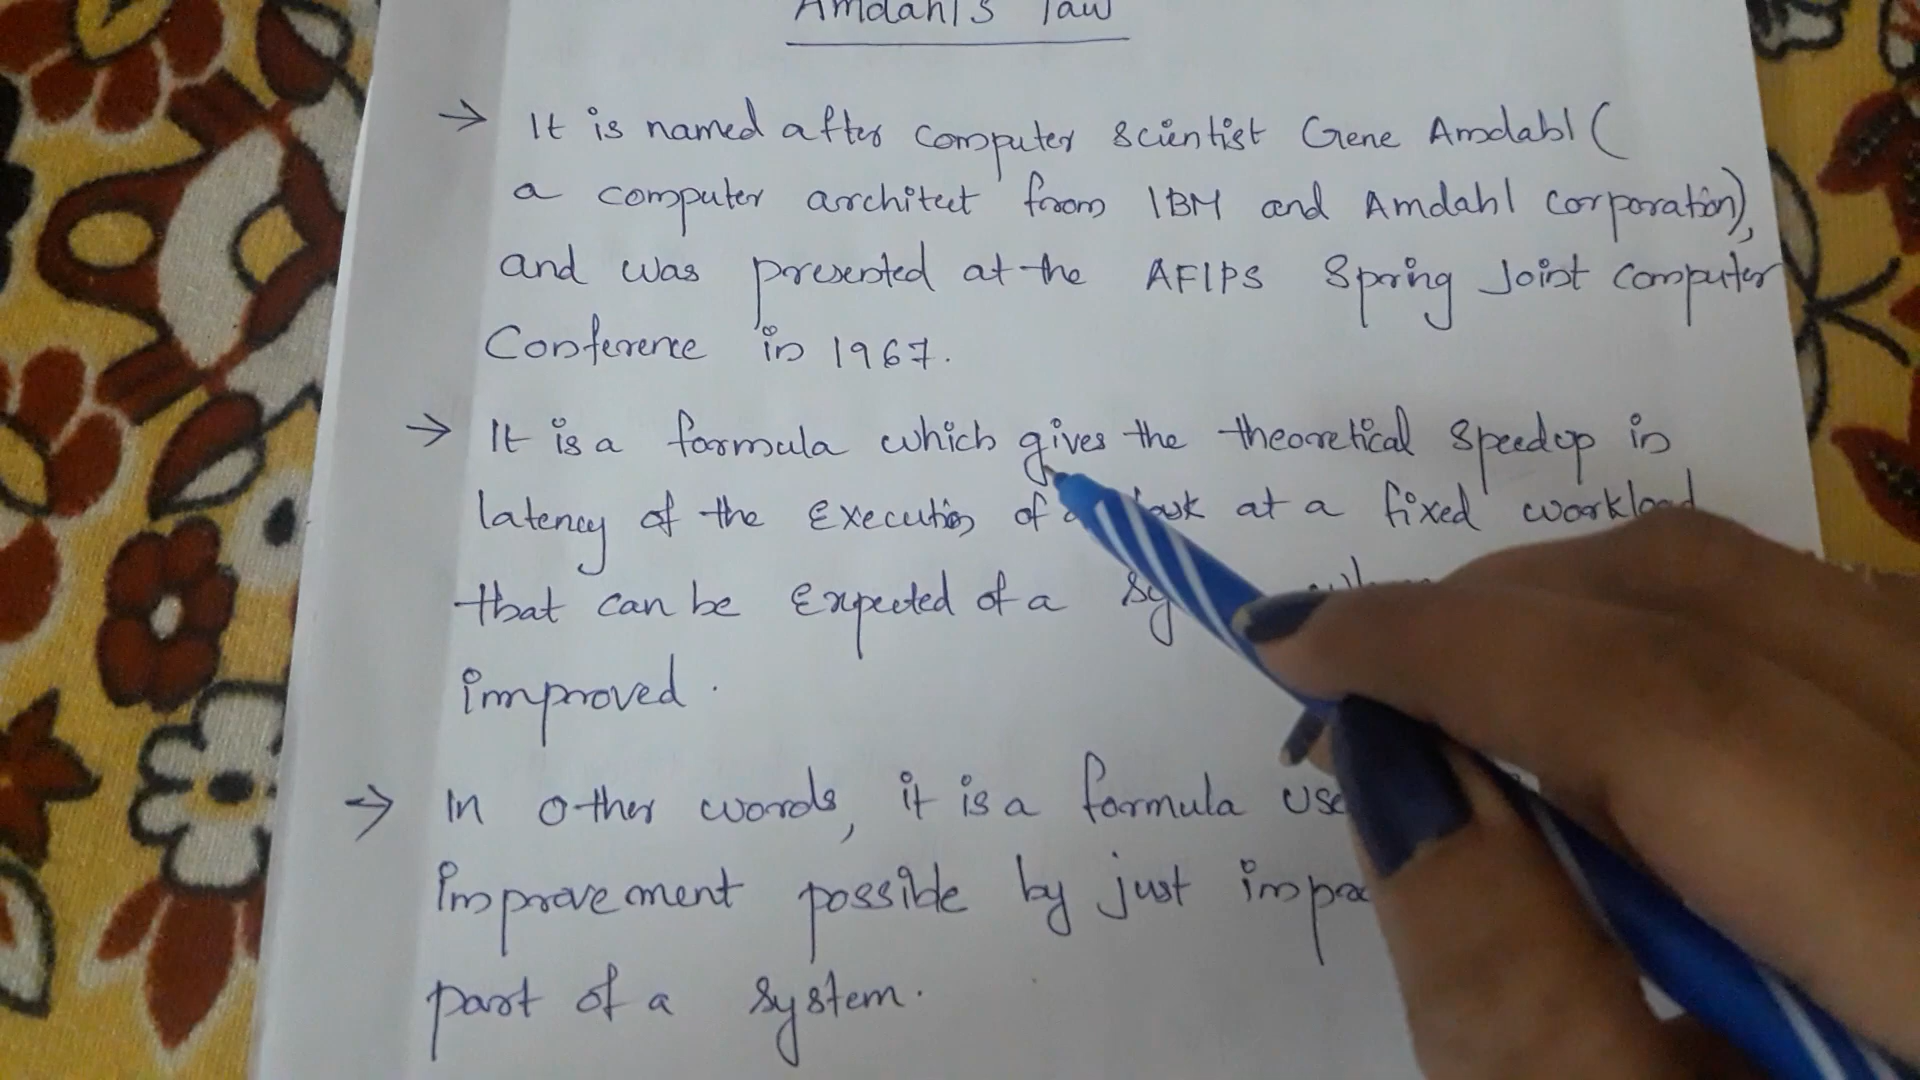 Amdahl's law
→ It is named after computer scientist Gene Amdahl (
a computer architect from IBM and Amdahl corporation),
and was presented at the AFIPS Spring Joint Computer
Conference in 1967.
→ It is a formula which gives the theoretical speedup in
latency of the execution of a task at a fixed workload
that can be expected of a
improved.
→ In other words, it is a formula
improvement possible by just
part of a system.